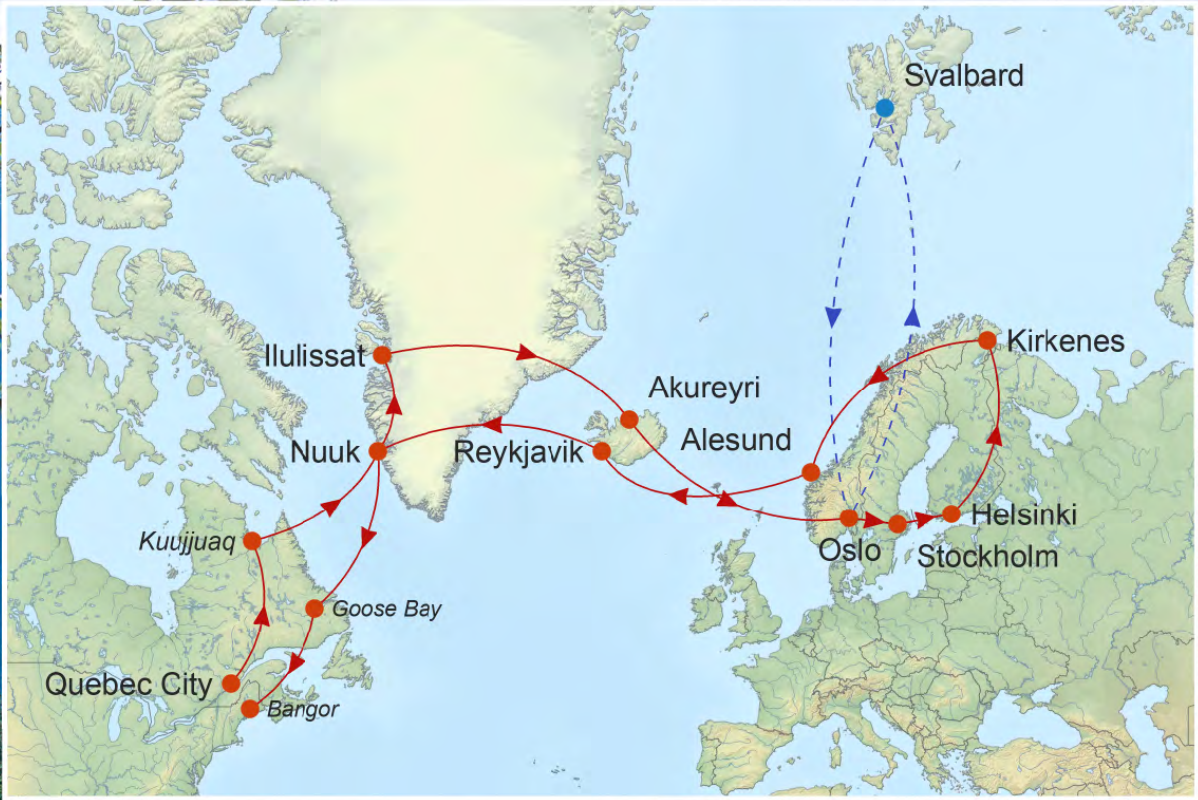 Svalbard
Kirkenes
Ilulissat
Akureyri
Alesund
Nuuk
Reykjavik
Helsinki
Kuujjuaq
Oslo
Stockholm
Goose Bay
Quebec City
Bangor